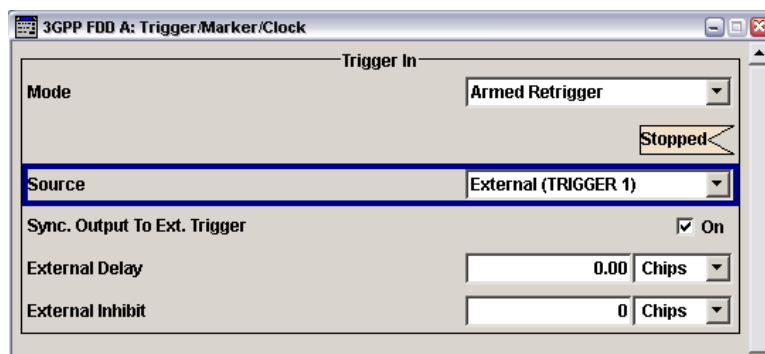 3GPP FDD A: Trigger/Marker/Clock
Trigger In
Mode Armed Retrigger
Stopped
Source External (TRIGGER 1)
Sync. Output To Ext. Trigger On
External Delay 0.00 Chips
External Inhibit 0 Chips